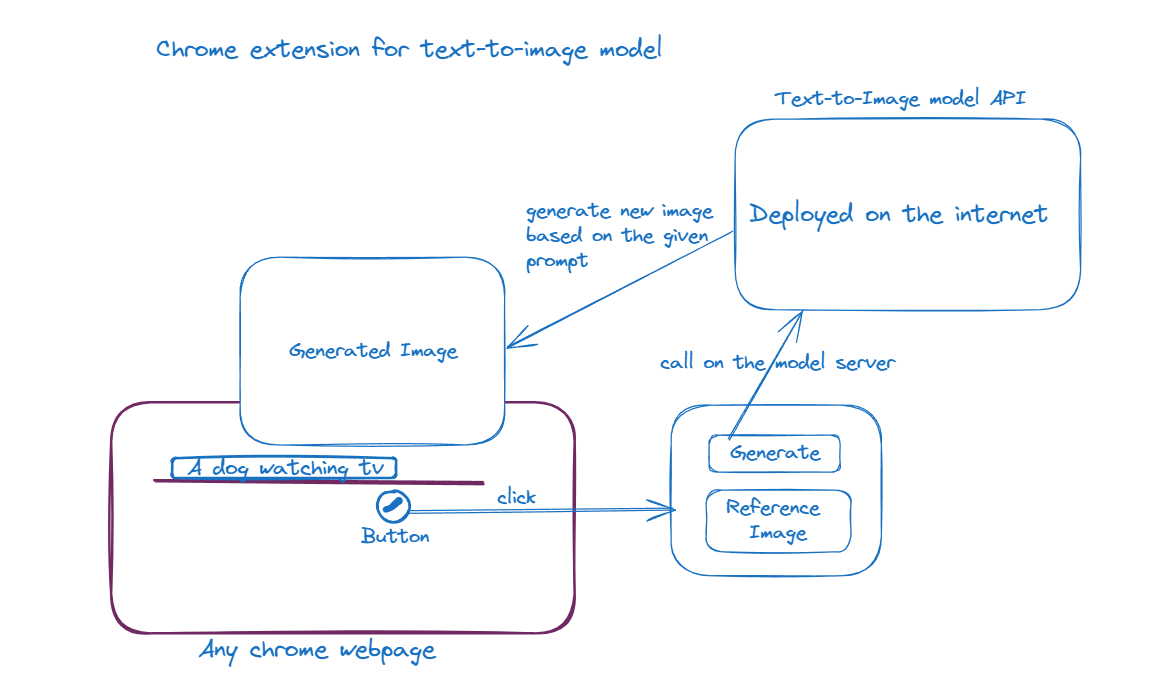 Chrome extension for text-to-image model
Text-to-Image model API
Deployed on the internet
generate new image
based on the given
prompt
Generated Image
call on the model server
Generate
Reference
Image
A dog watching tv
click
Button
Any chrome webpage